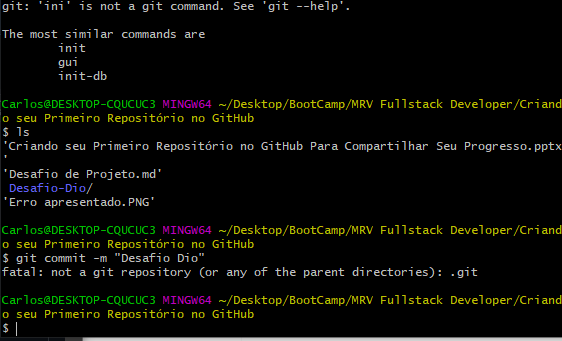 git: 'ini' is not a git command. See 'git --help'.
The most similar commands are
init
gui
init-db
Carlos@DESKTOP-CQUCUC3 MINGW64 ~/Desktop/BootCamp/MRV Fullstack Developer/Criand
o seu Primeiro Repositório no GitHub
$ ls
'Criando seu Primeiro Repositório no GitHub Para Compartilhar Seu Progresso.pptx
'
'Desafio de Projeto.md'
Desafio-Dio/
'Erro apresentado.PNG'
Carlos@DESKTOP-CQUCUC3 MINGW64 ~/Desktop/BootCamp/MRV Fullstack Developer/Criand
o seu Primeiro Repositório no GitHub
$ git commit -m "Desafio Dio"
fatal: not a git repository (or any of the parent directories): .git
Carlos@DESKTOP-CQUCUC3 MINGW64 ~/Desktop/BootCamp/MRV Fullstack Developer/Criand
o seu Primeiro Repositório no GitHub
$